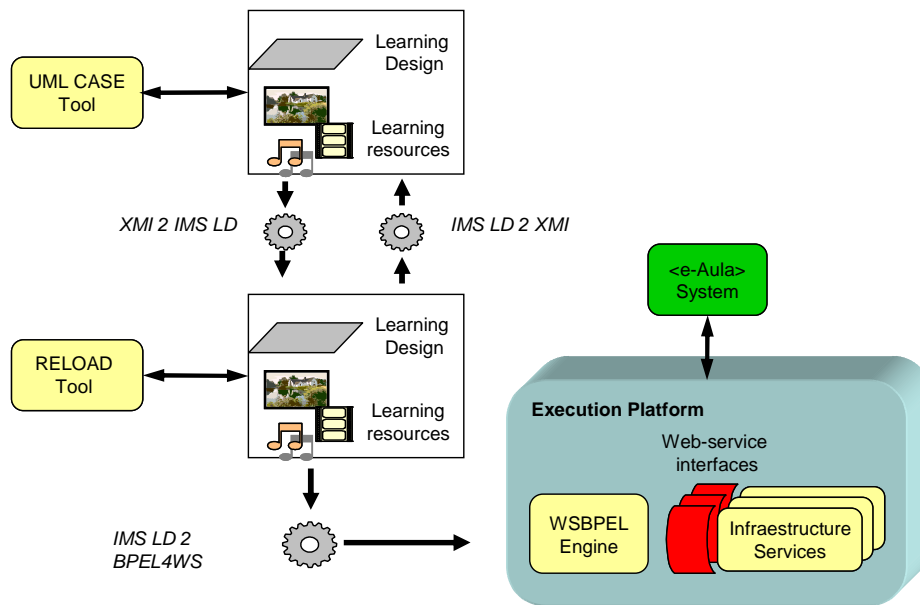 Learning
Design
UML CASE
Tool
Learning
resources
XMI 2 IMS LD
IMS LD 2 XMI
<e-Aula>
System
Learning
Design
RELOAD
Tool
Learning
resources
Execution Platform
Web-service
interfaces
WSBPEL
Engine
Infraestructure
Services
IMS LD 2
BPEL4WS